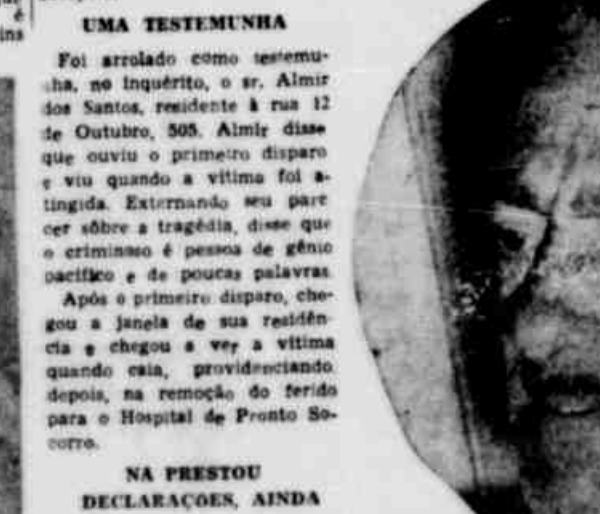 é
ins
UMA TESTEMUNHA
Foi arrolado como testemu-
nha, no inquérito, o sr. Almir
dos Santos, residente à rua 12
de Outubro, 505. Almir disse
que ouviu o primeiro disparo
e viu quando a vítima foi a-
tingida. Externando seu pare
cer sôbre a tragédia, disse que
o criminoso é pessoa de gênio
pacífico e de poucas palavras
Após o primeiro disparo, che-
gou a janela de sua residên-
cia e chegou a ver a vítima
quando caia, providenciando
depois, na remoção do ferido
para o Hospital de Pronto So-
corro.
NA PRESTOU
DECLARAÇÕES, AINDA